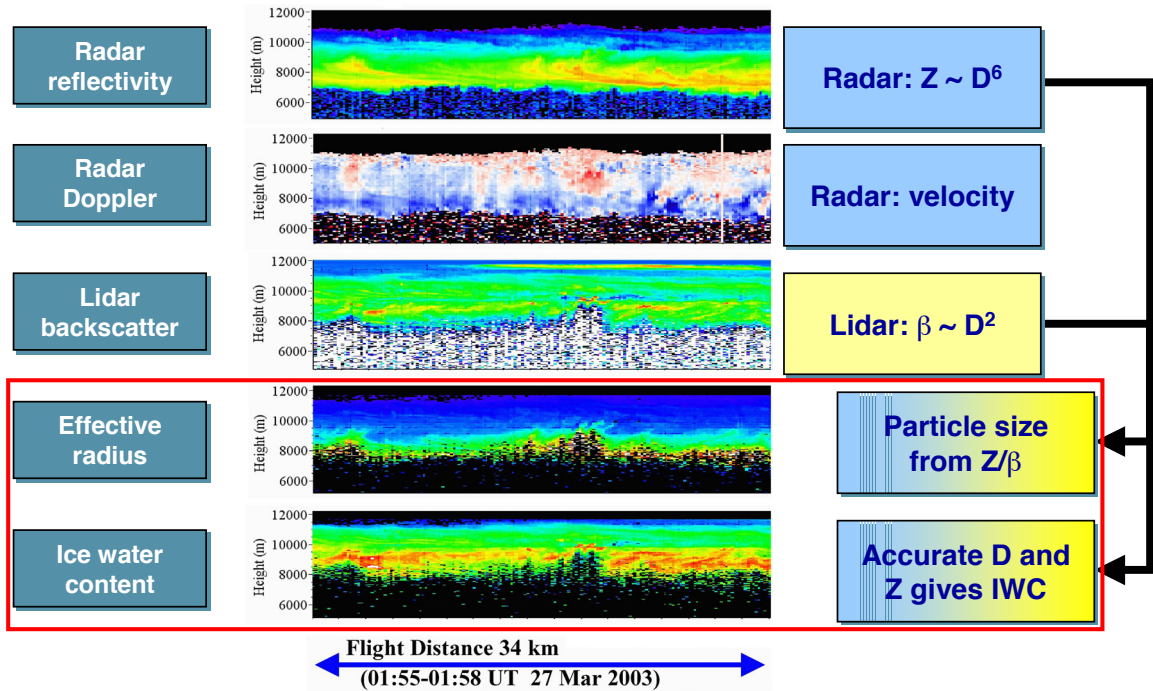 Radar
reflectivity
Height (m)
12000
10000
8000
6000
Radar: Z ~ D⁶
Radar
Doppler
Height (m)
12000
10000
8000
6000
Radar: velocity
Lidar
backscatter
Height (m)
12000
10000
8000
6000
Lidar: β ~ D²
Effective
radius
Height (m)
12000
10000
8000
6000
Particle size
from Z/β
Ice water
content
Height (m)
12000
10000
8000
6000
Accurate D and
Z gives IWC
Flight Distance 34 km
(01:55-01:58 UT 27 Mar 2003)